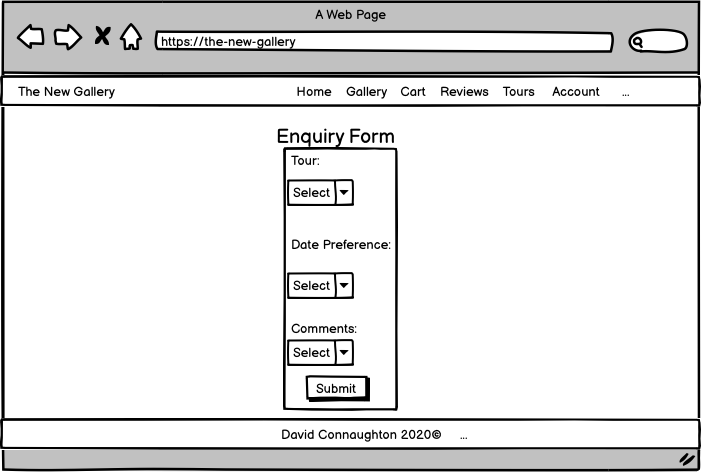 A Web Page
https://the-new-gallery
The New Gallery Home Gallery Cart Reviews Tours Account ...
Enquiry Form
Tour:
Select
Date Preference:
Select
Comments:
Select
Submit
David Connaughton 2020© ...